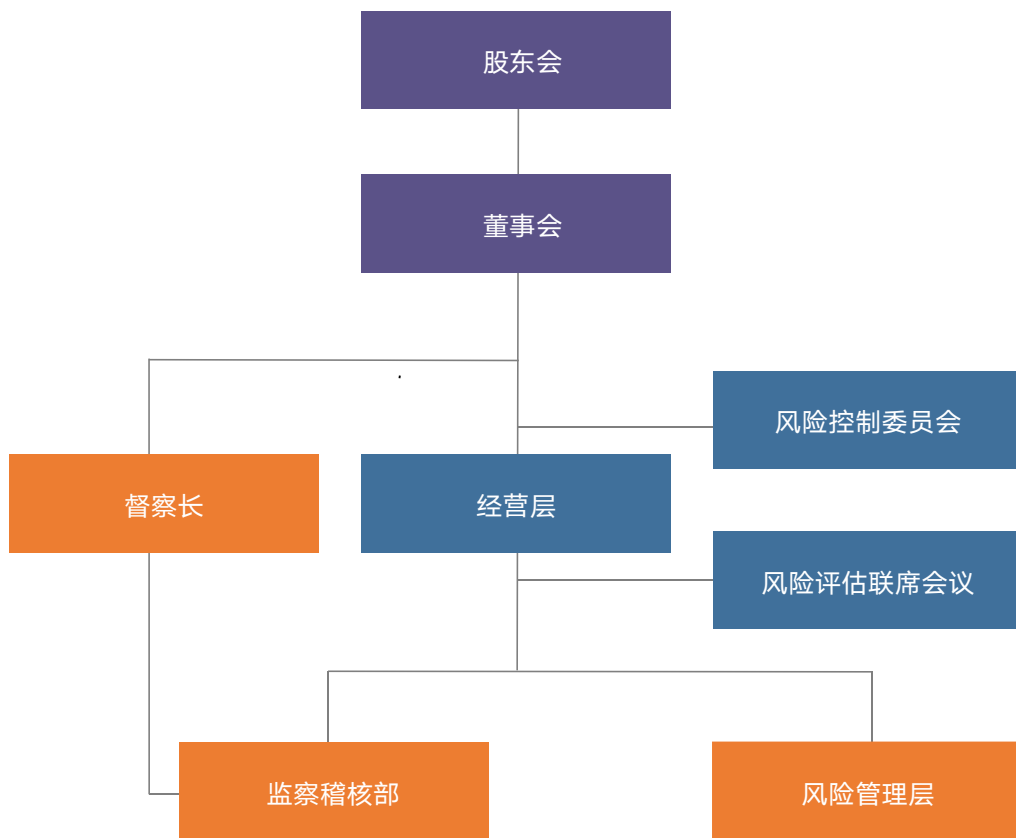 股东会
董事会
风险控制委员会
督察长
经营层
风险评估联席会议
监察稽核部
风险管理层